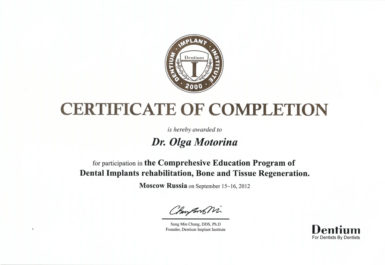 DENTIUM · IMPLANT · INSTITUTE
Dentium
2000
CERTIFICATE OF COMPLETION
is hereby awarded to
Dr. Olga Motorina
for participation in the Comprehesive Education Program of
Dental Implants rehabilitation, Bone and Tissue Regeneration.
Moscow Russia on September 15-16, 2012
Sung Min Chung, DDS, Ph.D
Founder, Dentium Implant Institute
Dentium
For Dentists By Dentists